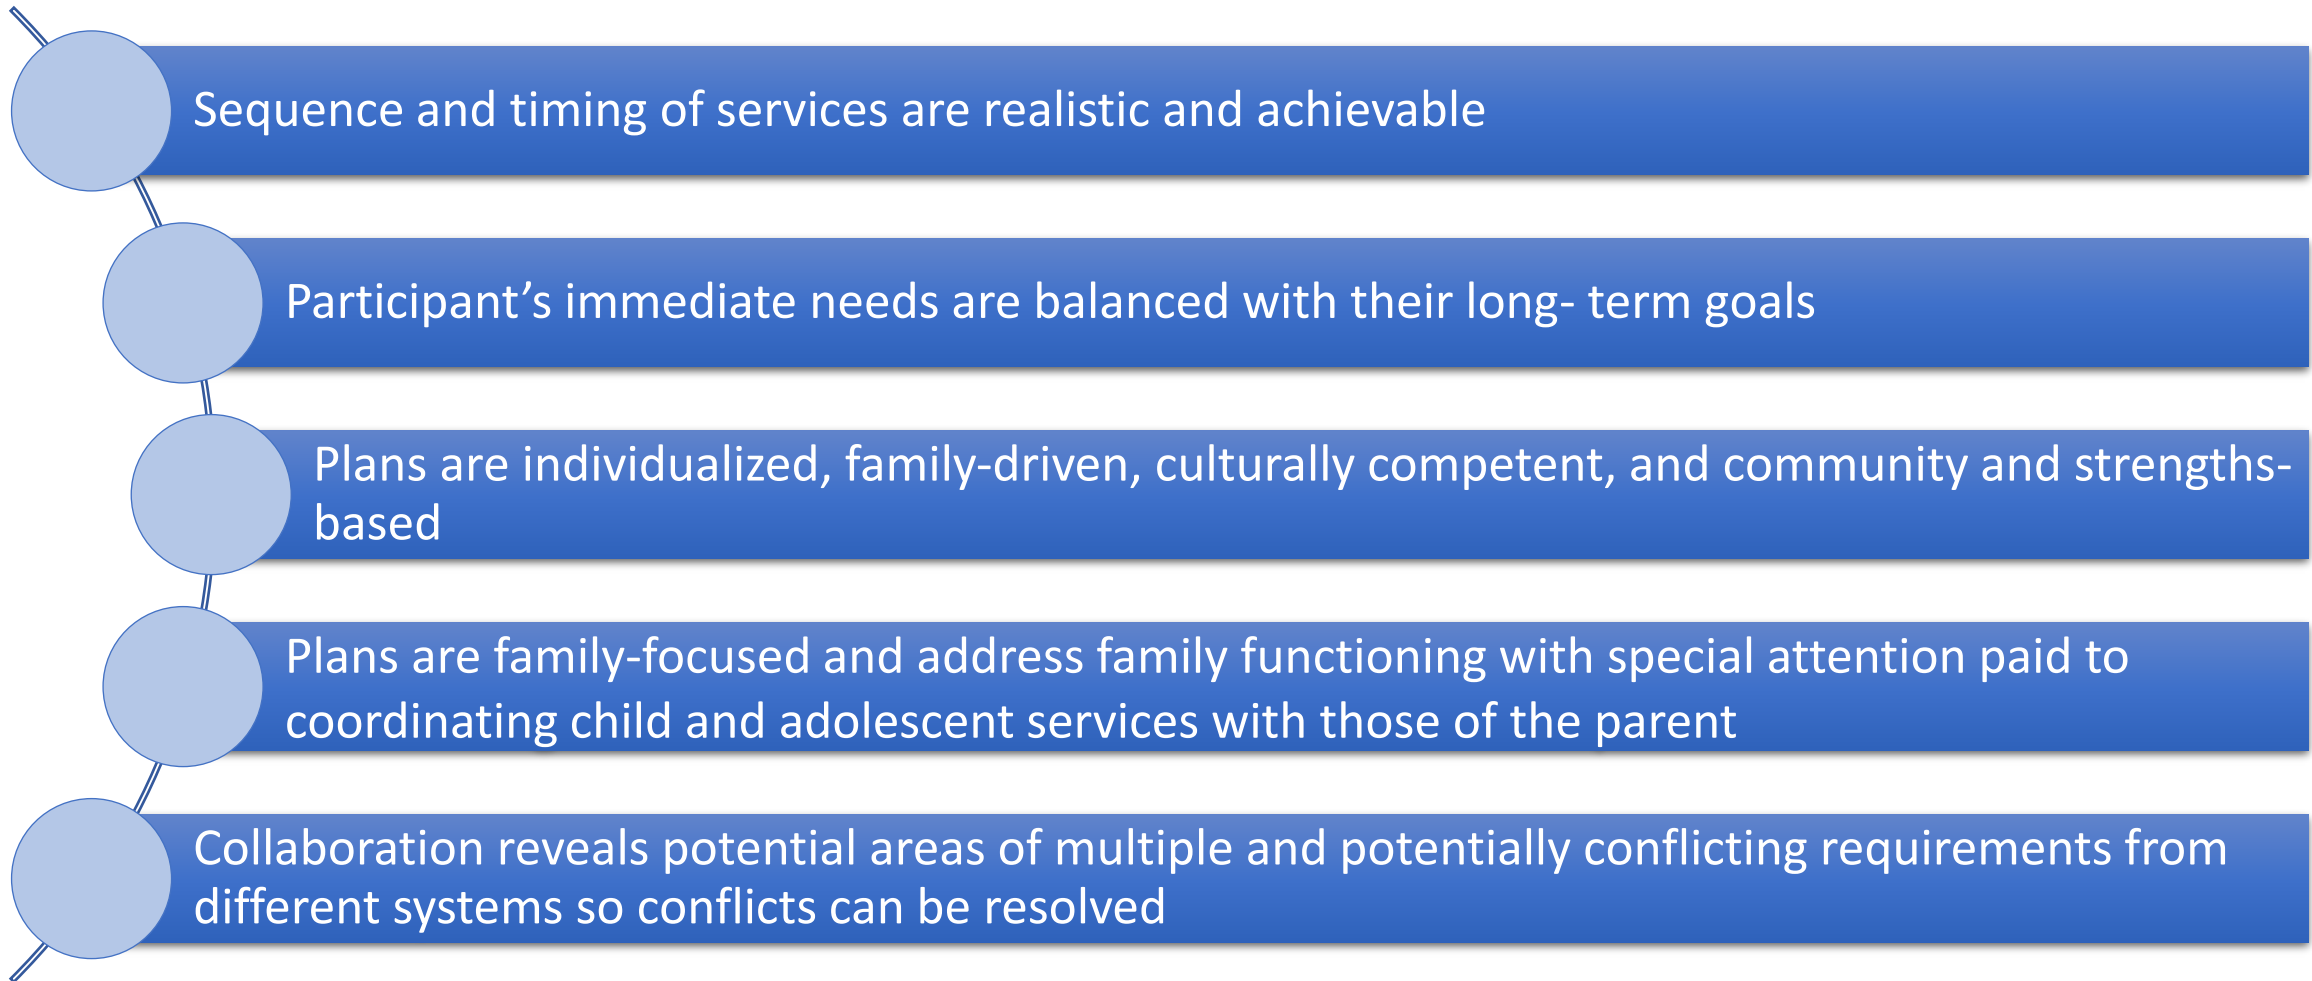 Sequence and timing of services are realistic and achievable
Participant’s immediate needs are balanced with their long- term goals
Plans are individualized, family-driven, culturally competent, and community and strengths-
based
Plans are family-focused and address family functioning with special attention paid to
coordinating child and adolescent services with those of the parent
Collaboration reveals potential areas of multiple and potentially conflicting requirements from
different systems so conflicts can be resolved